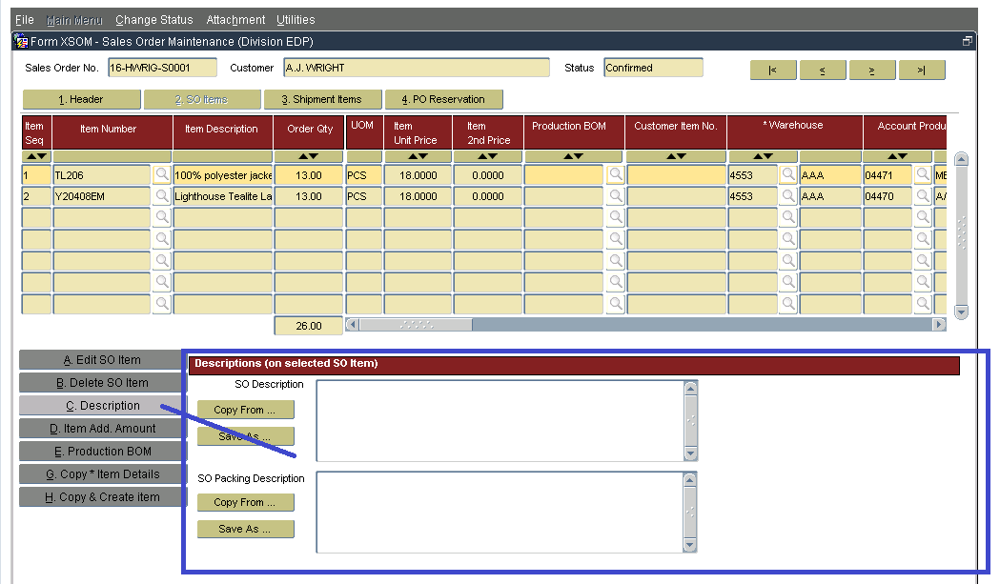 File Main Menu Change Status Attachment Utilities
Form XSOM - Sales Order Maintenance (Division EDP)
Sales Order No. 16-HWRIG-S0001 Customer A.J. WRIGHT Status Confirmed |< < > >|
1. Header 2. SO Items 3. Shipment Items 4. PO Reservation
Item Seq Item Number Item Description Order Qty UOM Item Unit Price Item 2nd Price Production BOM Customer Item No. * Warehouse Account Produ
1 TL206 100% polyester jacke 13.00 PCS 18.0000 0.0000 4553 AAA 04471 ME
2 Y20408EM Lighthouse Tealite La 13.00 PCS 18.0000 0.0000 4553 AAA 04470 A/
26.00
A. Edit SO Item
B. Delete SO Item
C. Description
D. Item Add. Amount
E. Production BOM
G. Copy * Item Details
H. Copy & Create item
Descriptions (on selected SO Item)
SO Description
Copy From ...
Save As ...
SO Packing Description
Copy From ...
Save As ...